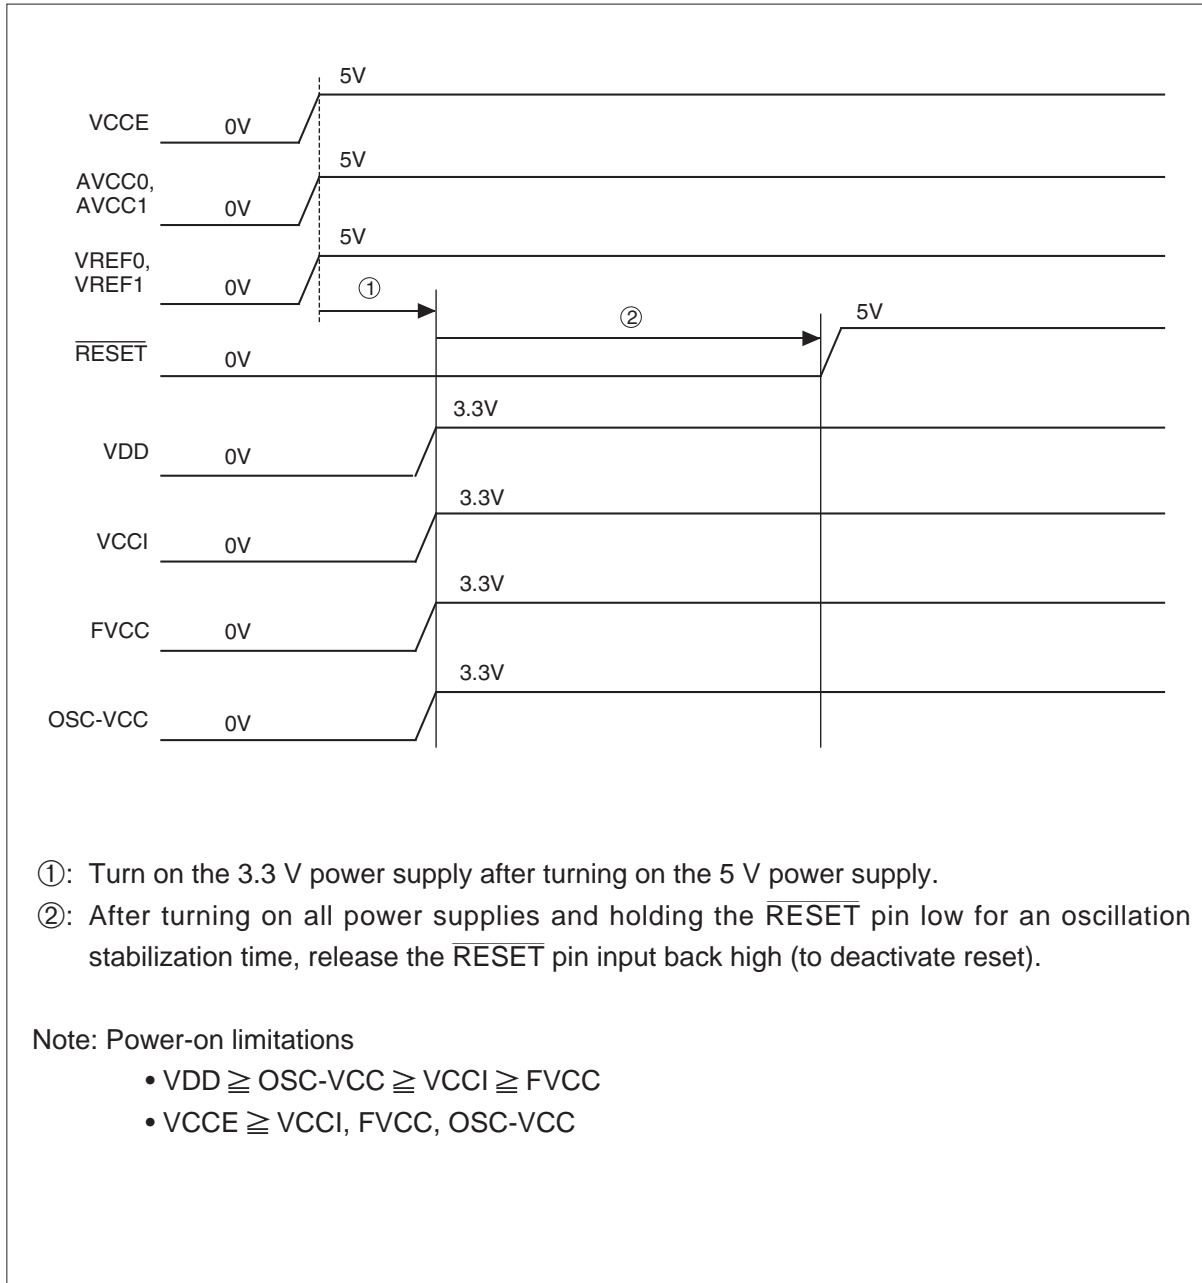 5V
VCCE 0V
5V
AVCC0,
AVCC1 0V
5V
VREF0,
VREF1 0V
①
②
5V
RESET 0V
3.3V
VDD 0V
3.3V
VCCI 0V
3.3V
FVCC 0V
3.3V
OSC-VCC 0V
①: Turn on the 3.3 V power supply after turning on the 5 V power supply.
②: After turning on all power supplies and holding the RESET pin low for an oscillation
stabilization time, release the RESET pin input back high (to deactivate reset).
Note: Power-on limitations
• VDD ≧ OSC-VCC ≧ VCCI ≧ FVCC
• VCCE ≧ VCCI, FVCC, OSC-VCC